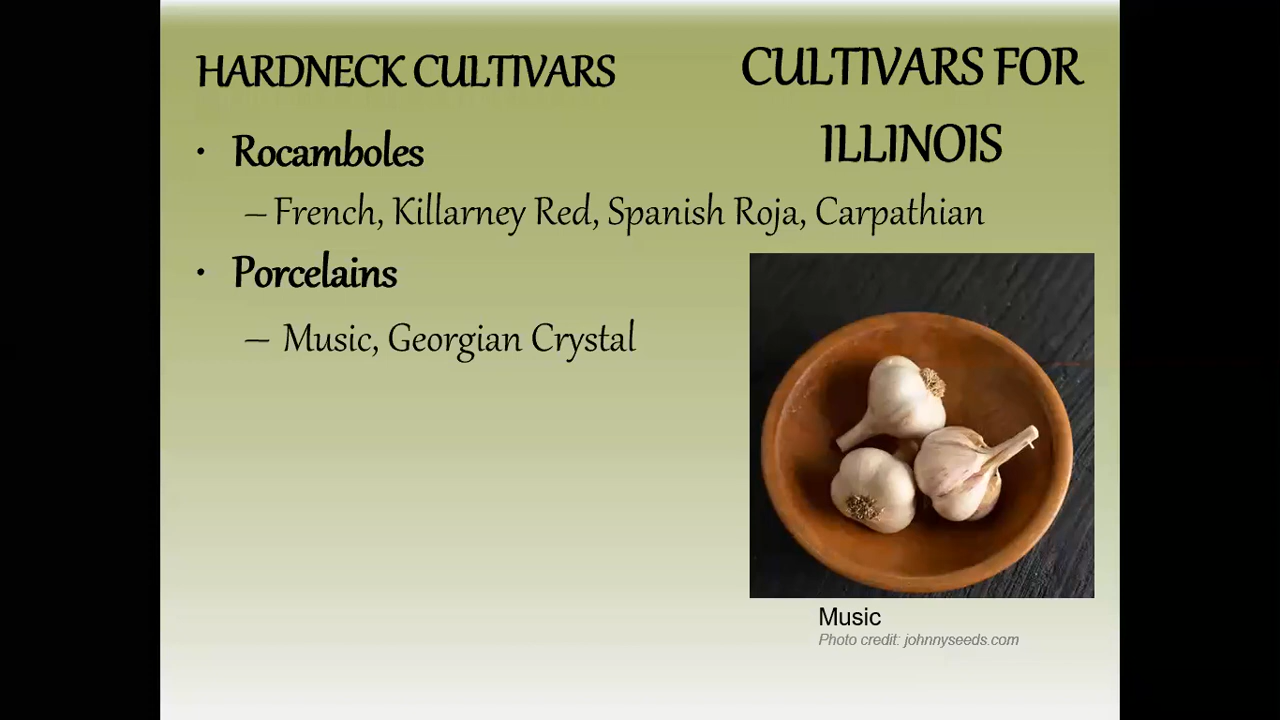 HARDNECK CULTIVARS
CULTIVARS FOR
ILLINOIS
• Rocamboles
– French, Killarney Red, Spanish Roja, Carpathian
• Porcelains
– Music, Georgian Crystal
Music
Photo credit: johnnyseeds.com